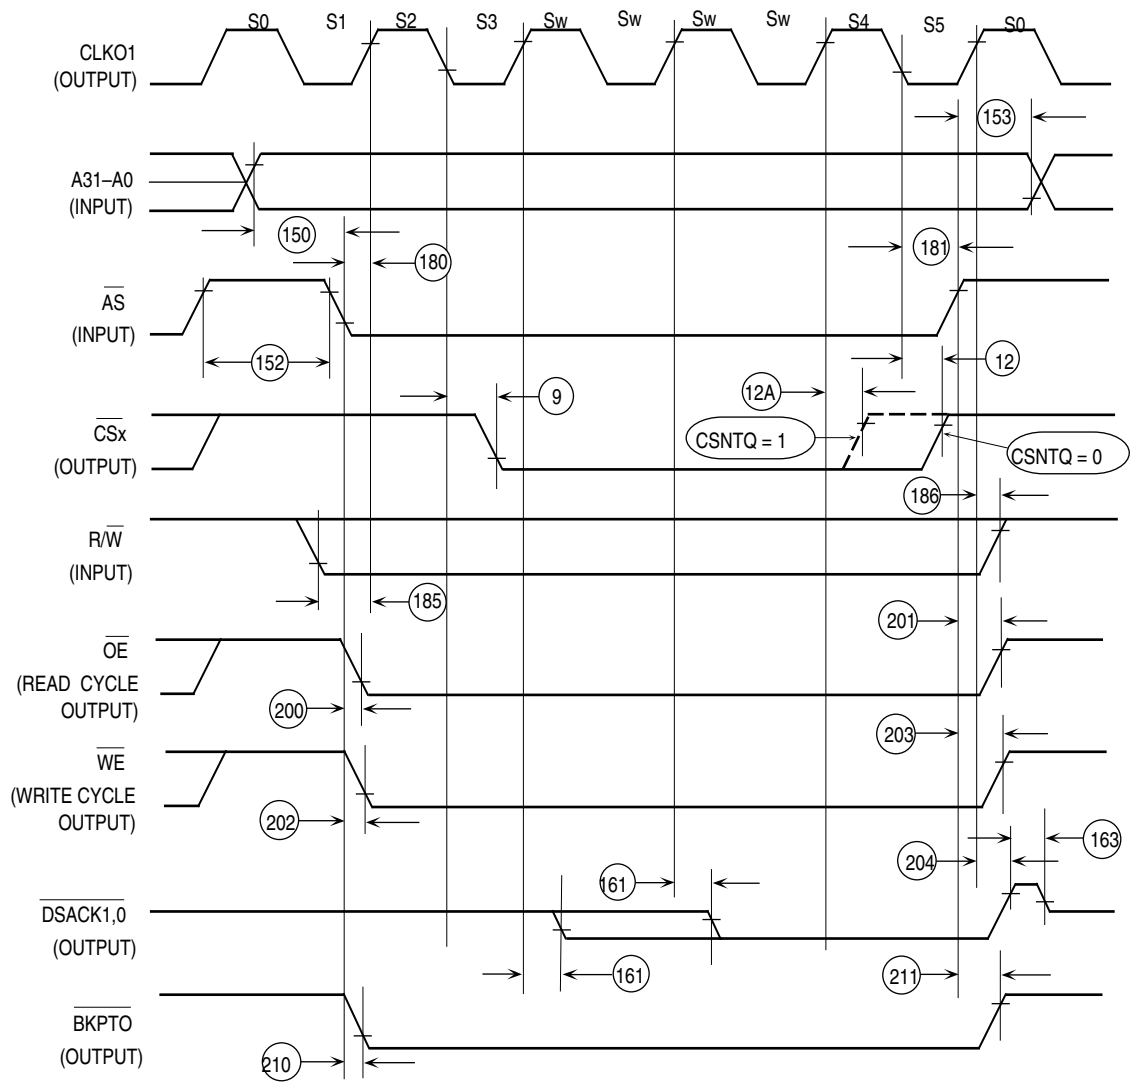 S0 S1 S2 S3 Sw Sw Sw Sw S4 S5 S0
CLKO1
(OUTPUT)
153
A31–A0
(INPUT)
150
181
180
AS
(INPUT)
152
12
9
12A
CSx
(OUTPUT)
CSNTQ = 1
CSNTQ = 0
186
R/W
(INPUT)
185
201
OE
(READ CYCLE
OUTPUT)
200
203
WE
(WRITE CYCLE
OUTPUT)
202
163
204
161
DSACK1,0
(OUTPUT)
161
211
BKPTO
(OUTPUT)
210